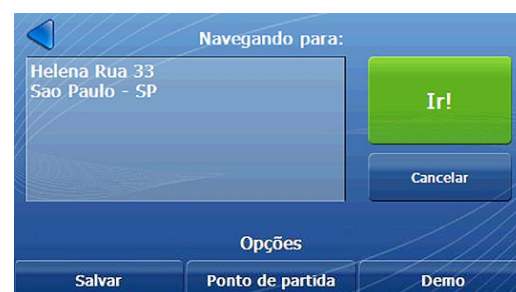 Navegando para:
Helena Rua 33
Sao Paulo - SP
Ir!
Cancelar
Opções
Salvar
Ponto de partida
Demo